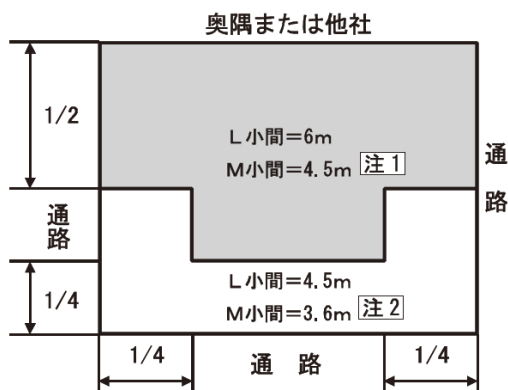 奥隅または他社
1/2
L小間=6m
M小間=4.5m 注1
通路
通路
L小間=4.5m
M小間=3.6m 注2
1/4
1/4
通 路
1/4